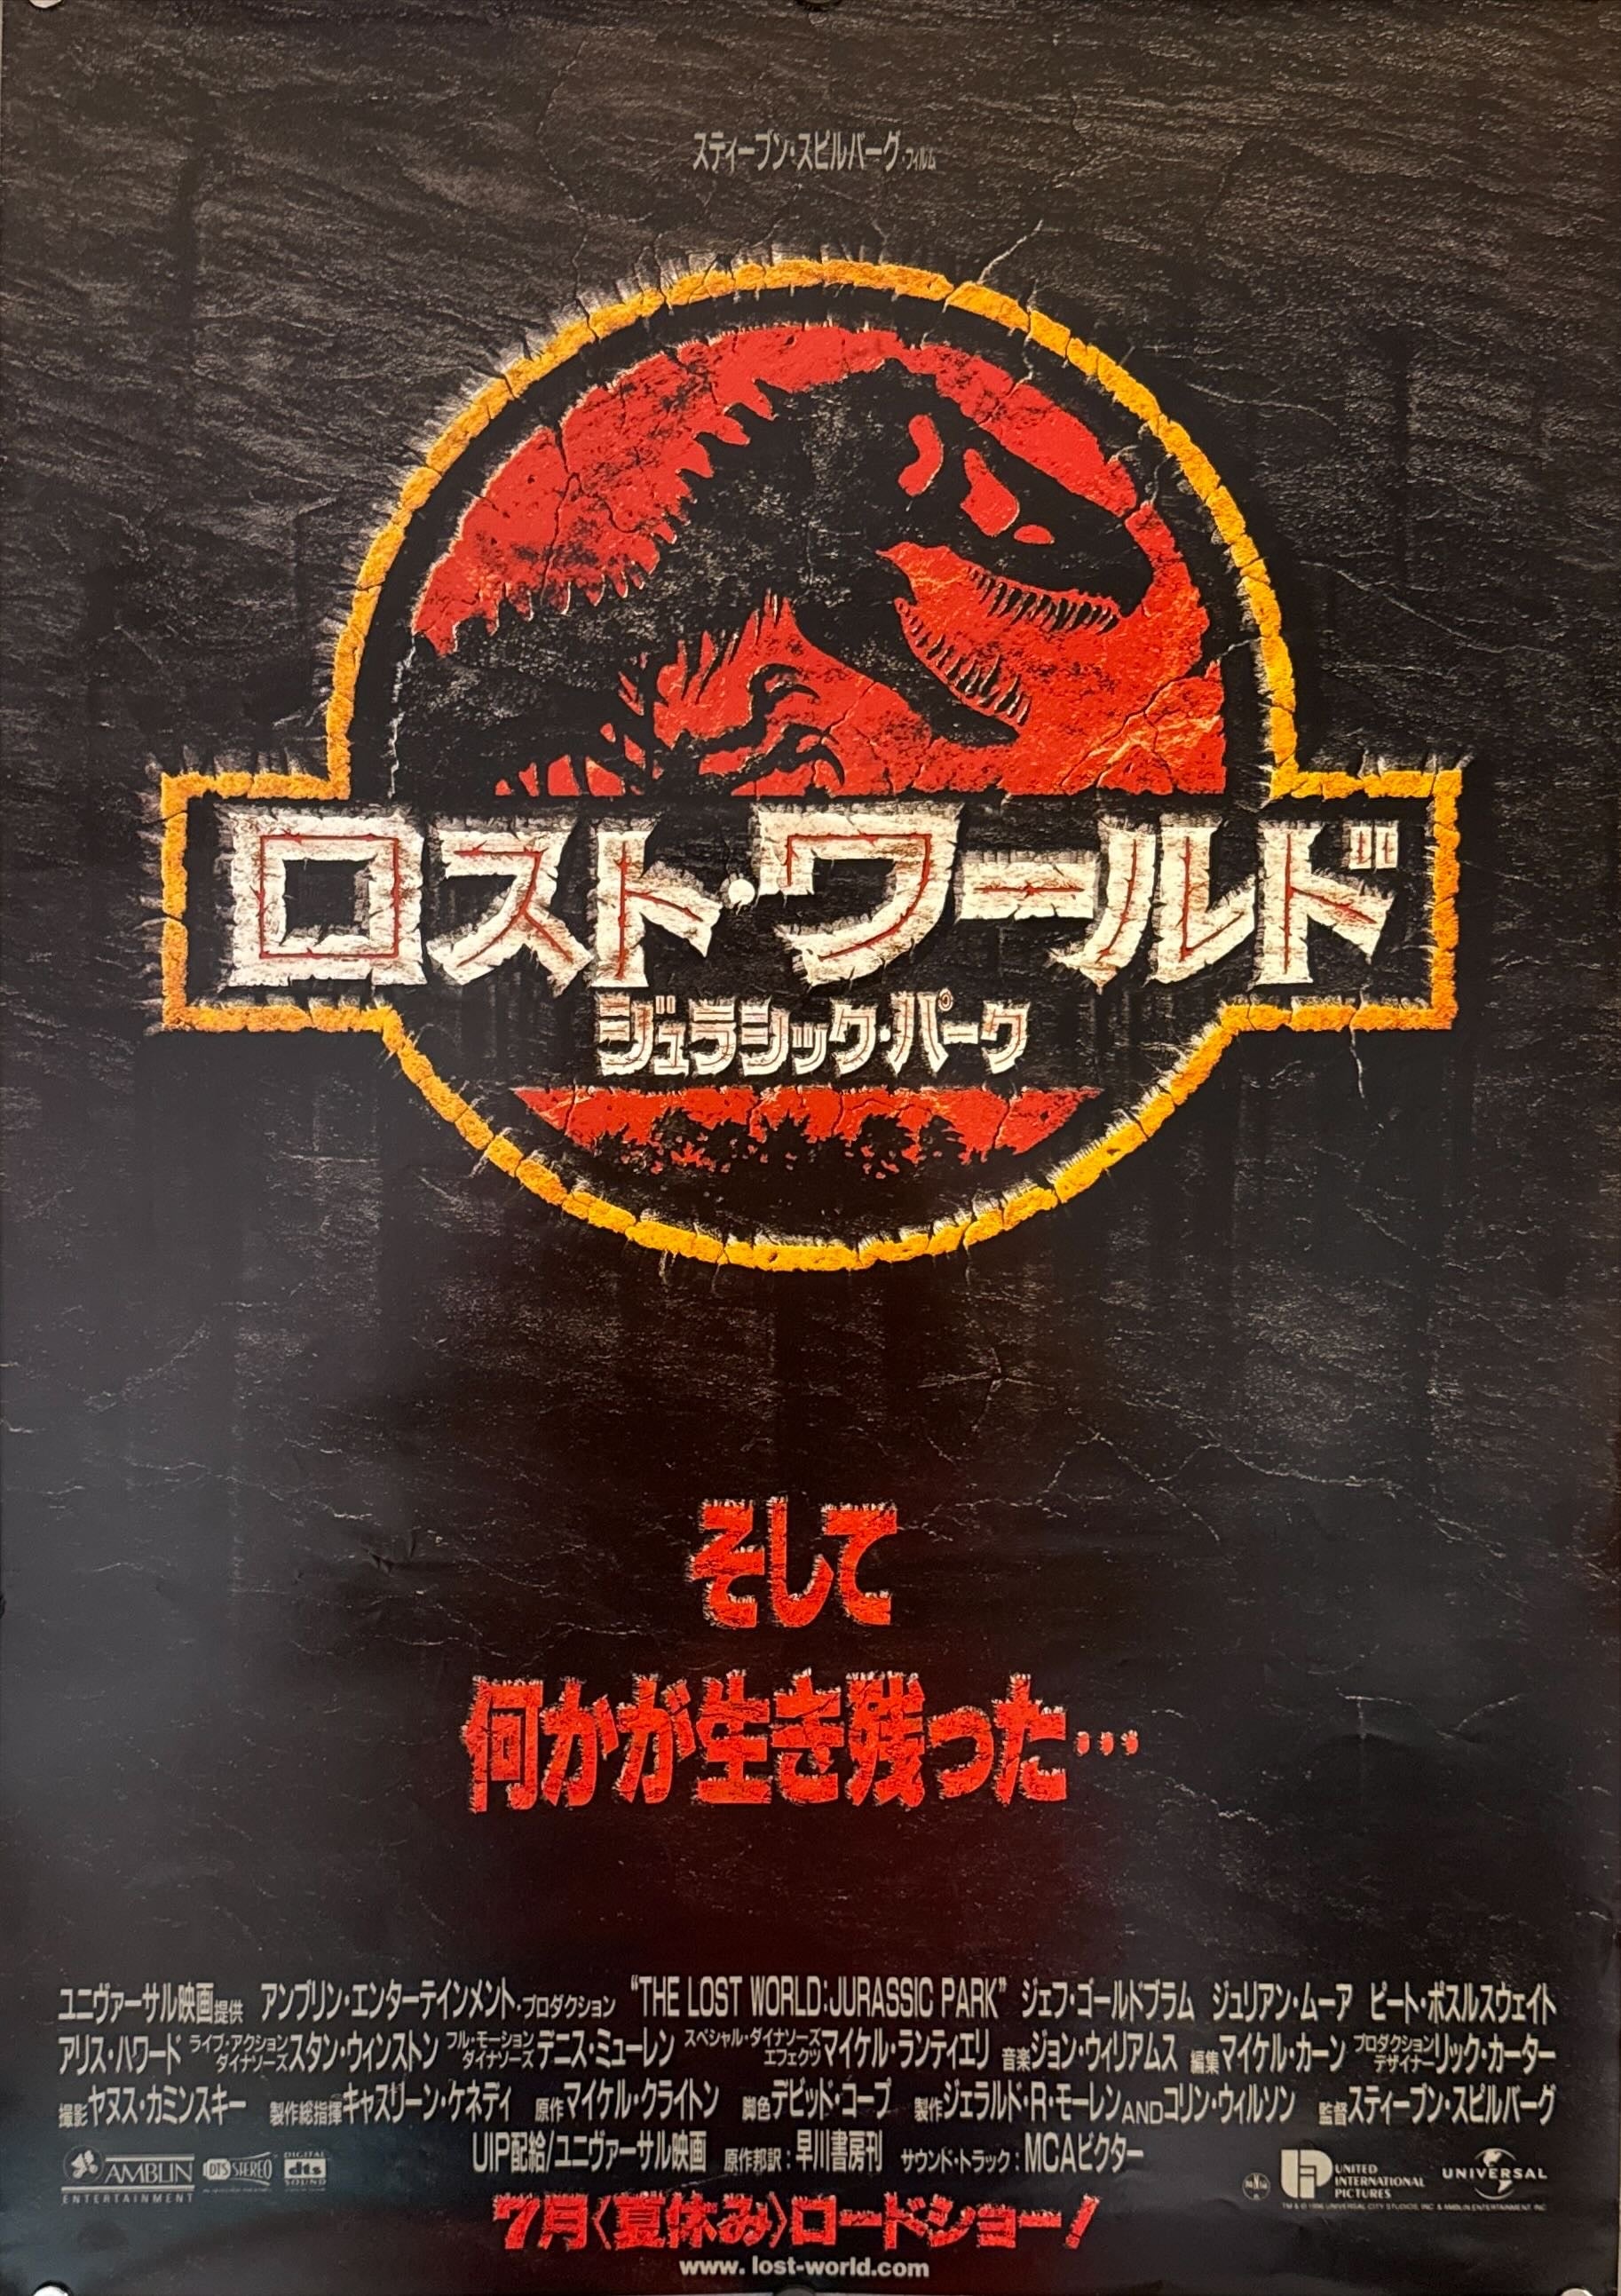 スティーブン・スピルバーグ・フィルム
ロスト・ワールド
ジュラシック・パーク
そして
何かが生き残った…
ユニヴァーサル映画提供 アンブリン・エンターテインメント・プロダクション "THE LOST WORLD:JURASSIC PARK" ジェフ・ゴールドブラム ジュリアン・ムーア ピート・ポスルスウェイト
アリス・ハワード ライブ・アクションダイナソーズスタン・ウィンストン フル・モーションダイナソーズデニス・ミューレン スペシャル・ダイナソーズエフェクツマイケル・ランティエリ 音楽ジョン・ウィリアムス 編集マイケル・カーン プロダクションデザイナーリック・カーター
撮影ヤヌス・カミンスキー 製作総指揮キャスリーン・ケネディ 原作マイケル・クライトン 脚色デビッド・コープ 製作ジェラルド・R・モーレンANDコリン・ウィルソン 監督スティーブン・スピルバーグ
UIP配給/ユニヴァーサル映画 原作邦訳:早川書房刊 サウンド・トラック:MCAビクター
AMBLIN
ENTERTAINMENT
DTS STEREO
DIGITAL
dts
SOUND
UNITED
INTERNATIONAL
PICTURES
UNIVERSAL
TM & © 1996 UNIVERSAL CITY STUDIOS, INC. & AMBLIN ENTERTAINMENT, INC.
7月〈夏休み〉ロードショー!
www.lost-world.com